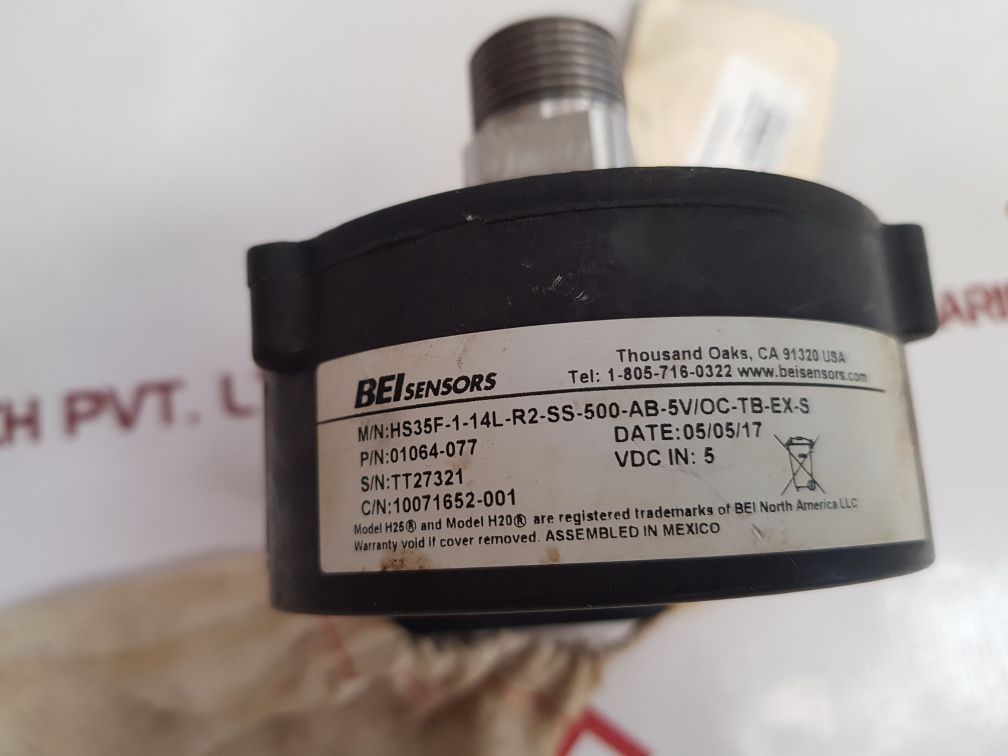 Thousand Oaks, CA 91320 USA
BEI SENSORS
Tel: 1-805-716-0322 www.beisensors.com
M/N:HS35F-1-14L-R2-SS-500-AB-5V/OC-TB-EX-S
P/N:01064-077
DATE:05/05/17
S/N:TT27321
VDC IN: 5
C/N:10071652-001
Model H25® and Model H20® are registered trademarks of BEI North America LLC
Warranty void if cover removed. ASSEMBLED IN MEXICO
PVT.